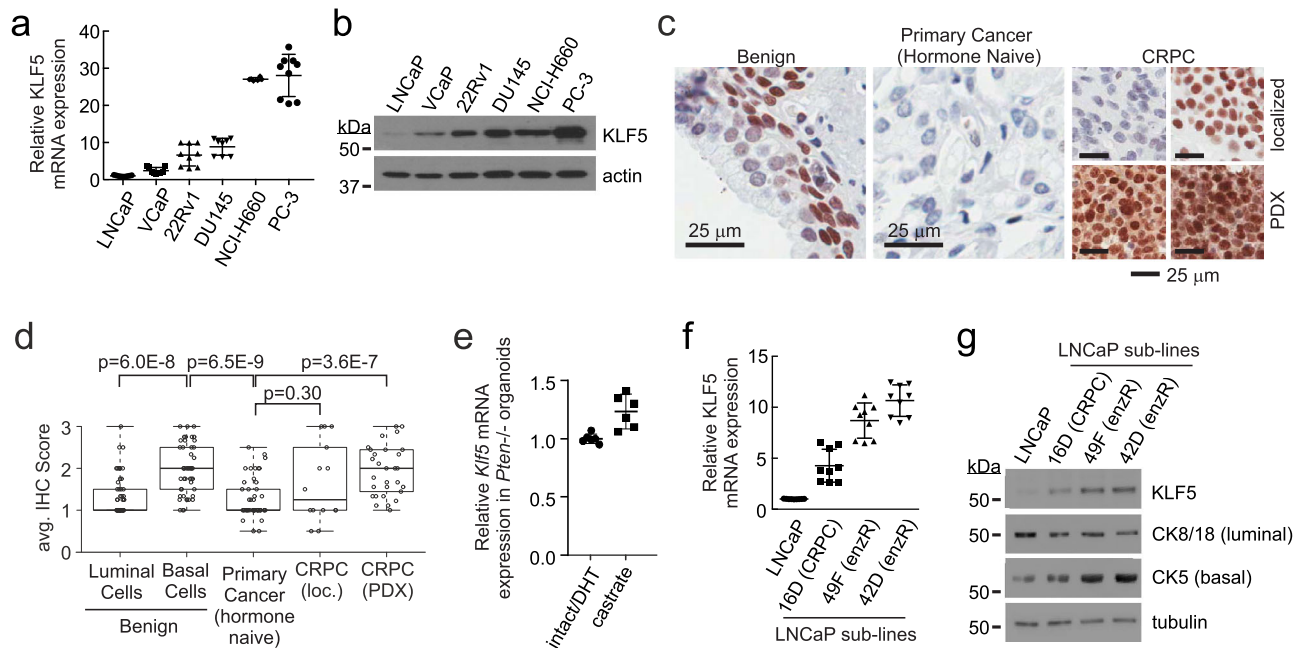 a
Relative KLF5
mRNA expression
40
30
20
10
0
LNCaP
VCaP
22Rv1
DU145
NCI-H660
PC-3
b
LNCaP
VCaP
22Rv1
DU145
NCI-H660
PC-3
kDa
50
KLF5
37
actin
c
Benign
Primary Cancer
(Hormone Naive)
CRPC
25 μm
25 μm
localized
PDX
25 μm
d
p=6.0E-8
p=6.5E-9
p=3.6E-7
p=0.30
avg. IHC Score
3
2
1
0
Luminal
Cells
Basal
Cells
Benign
Primary
Cancer
(hormone
naive)
CRPC
(loc.)
CRPC
(PDX)
e
Relative Klf5 mRNA
expression in Pten-/- organoids
1.5
1.0
0.5
0.0
intact/DHT
castrate
f
Relative KLF5
mRNA expression
15
10
5
0
LNCaP
16D (CRPC)
49F (enzR)
42D (enzR)
LNCaP sub-lines
g
LNCaP sub-lines
LNCaP
16D (CRPC)
49F (enzR)
42D (enzR)
kDa
50
KLF5
50
CK8/18 (luminal)
50
CK5 (basal)
50
tubulin